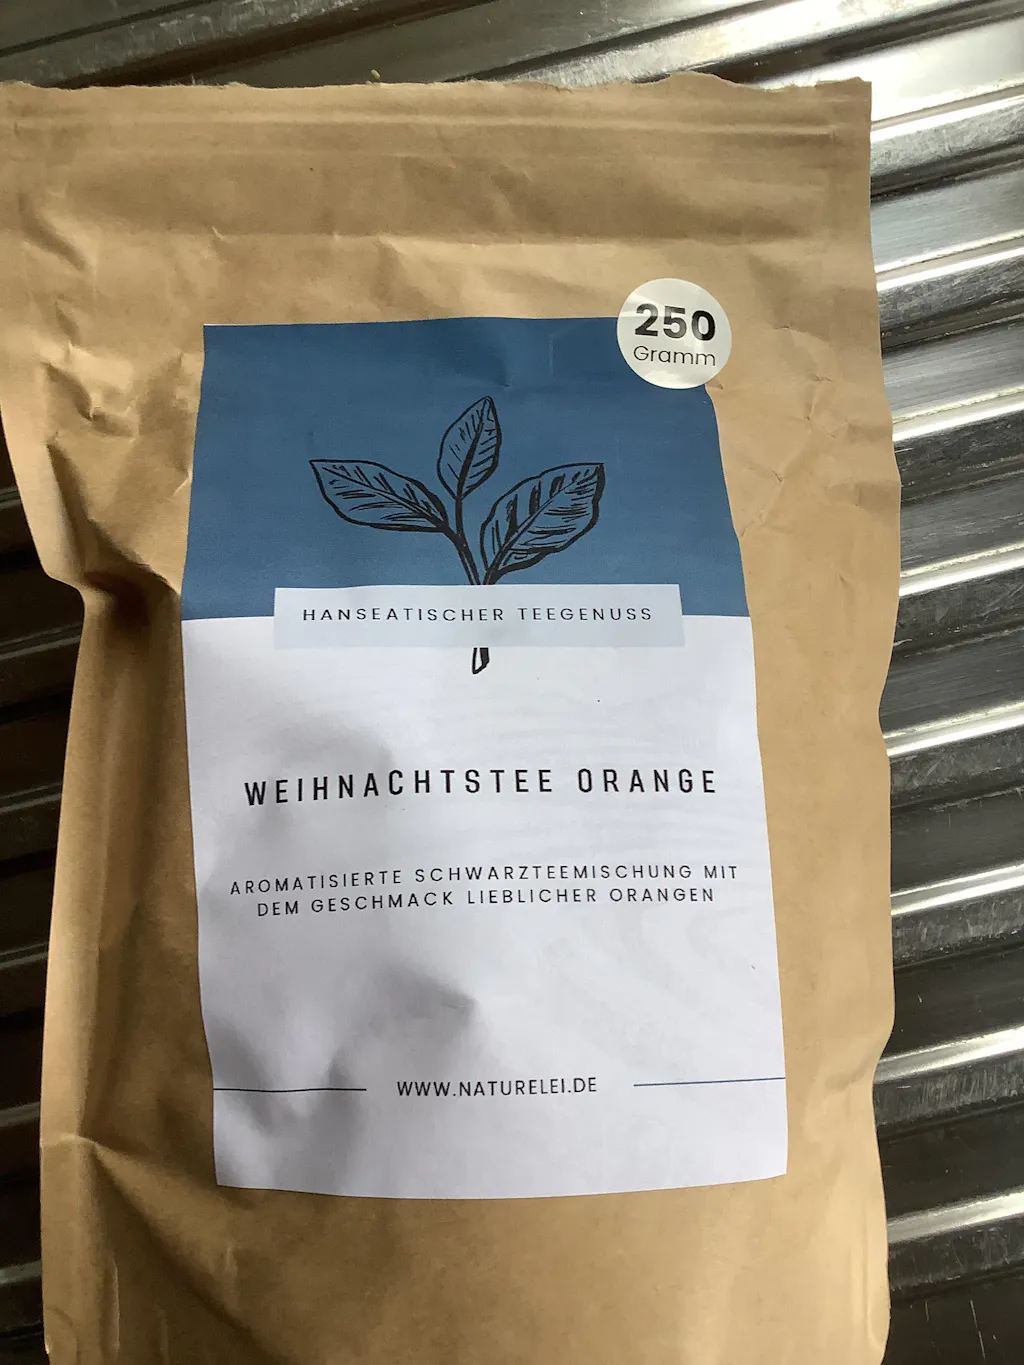 250
Gramm
HANSEATISCHER TEEGENUSS
WEIHNACHTSTEE ORANGE
AROMATISIERTE SCHWARZTEEMISCHUNG MIT
DEM GESCHMACK LIEBLICHER ORANGEN
WWW.NATURELEI.DE